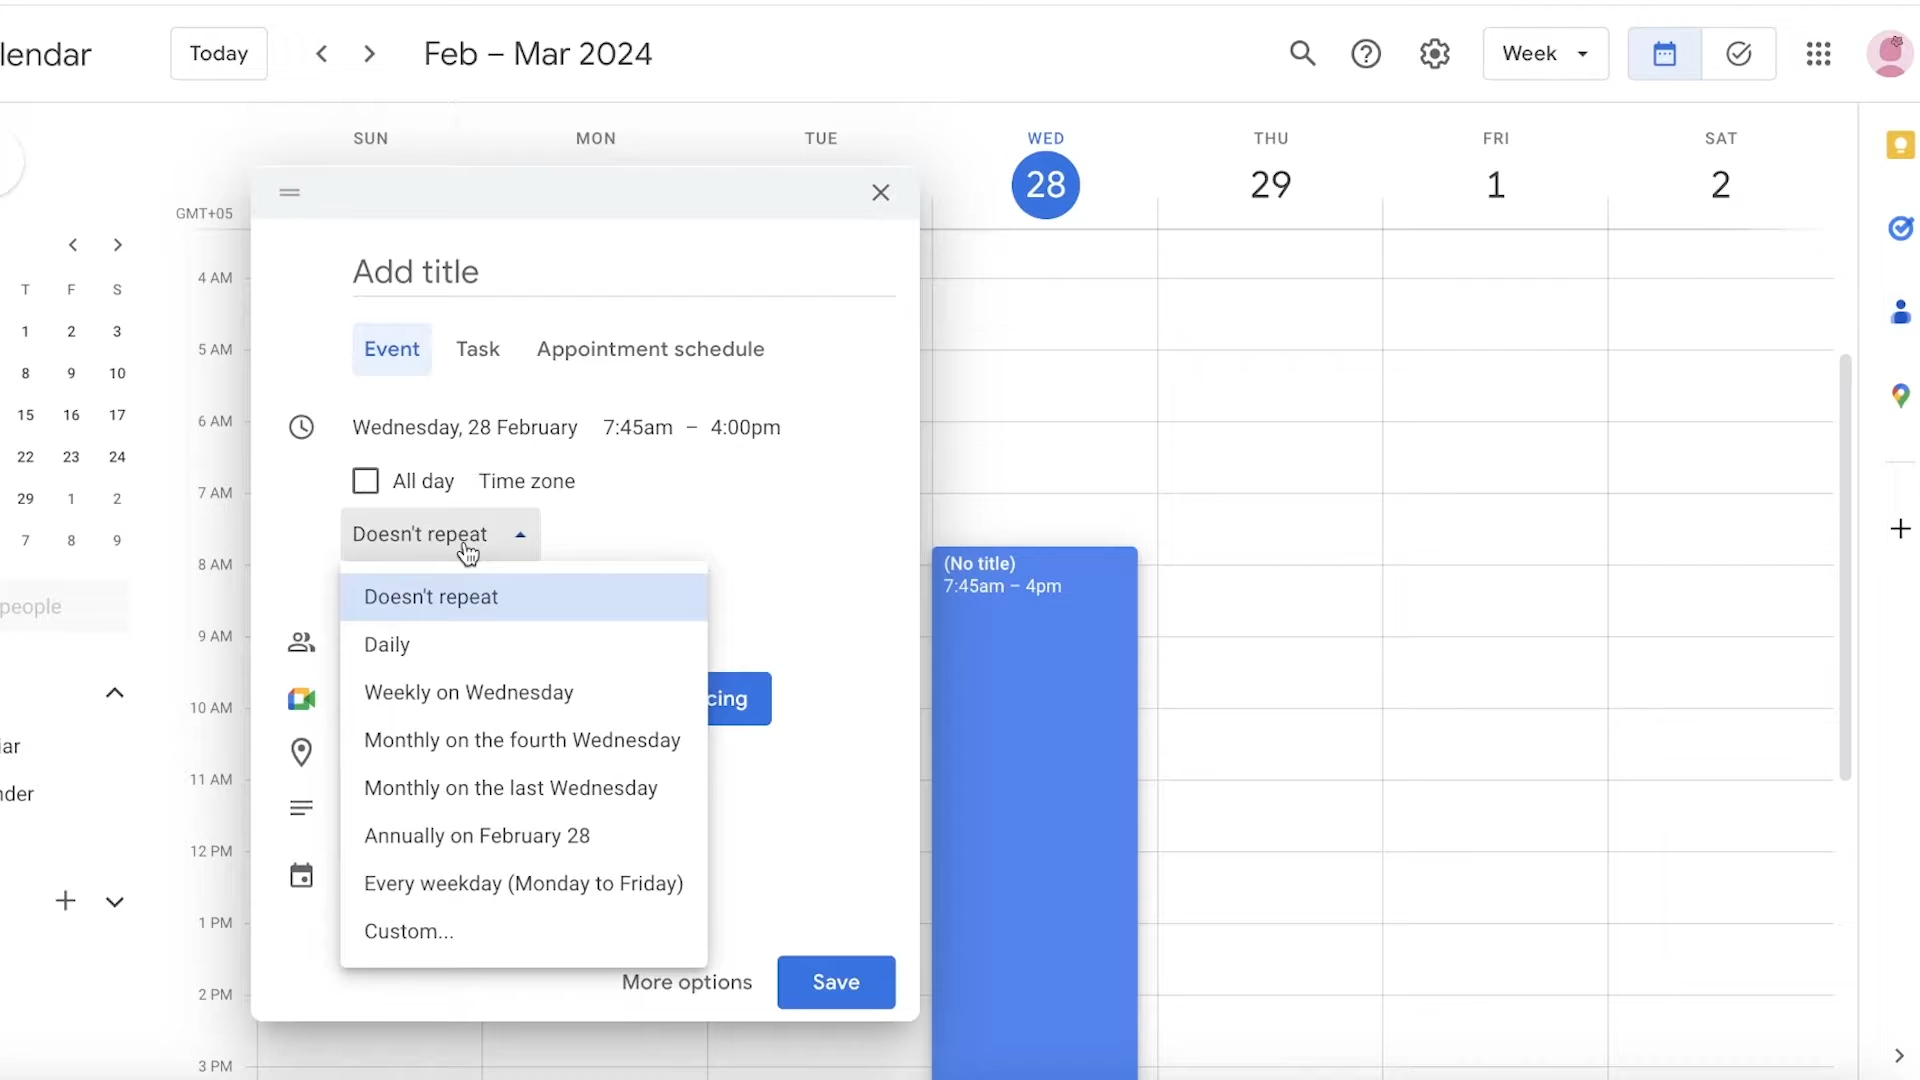 lendar
Today
Feb – Mar 2024
Week
SUN
MON
TUE
WED
THU
FRI
SAT
28
29
1
2
GMT+05
T F S
1 2 3
8 9 10
15 16 17
22 23 24
29 1 2
7 8 9
people
iar
nder
4 AM
5 AM
6 AM
7 AM
8 AM
9 AM
10 AM
11 AM
12 PM
1 PM
2 PM
3 PM
Add title
Event
Task
Appointment schedule
Wednesday, 28 February 7:45am – 4:00pm
All day
Time zone
Doesn't repeat
Doesn't repeat
Daily
Weekly on Wednesday
Monthly on the fourth Wednesday
Monthly on the last Wednesday
Annually on February 28
Every weekday (Monday to Friday)
Custom...
cing
More options
Save
(No title)
7:45am – 4pm